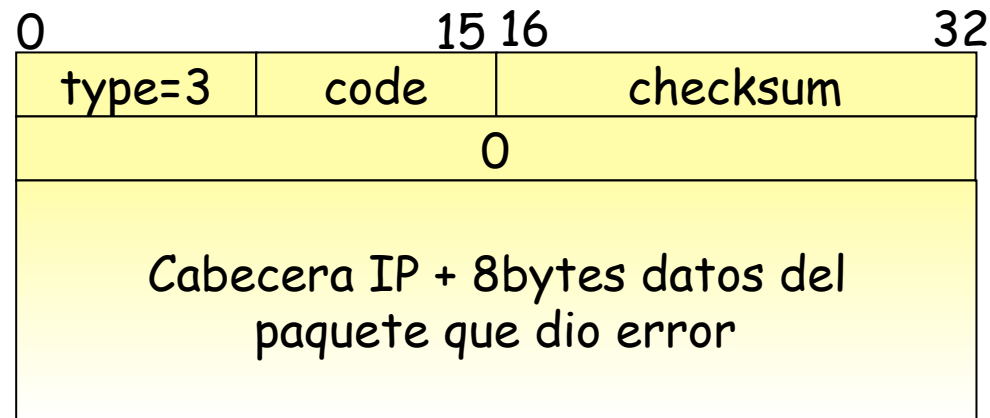 0 15 16 32
type=3 code checksum
0
Cabecera IP + 8bytes datos del
paquete que dio error